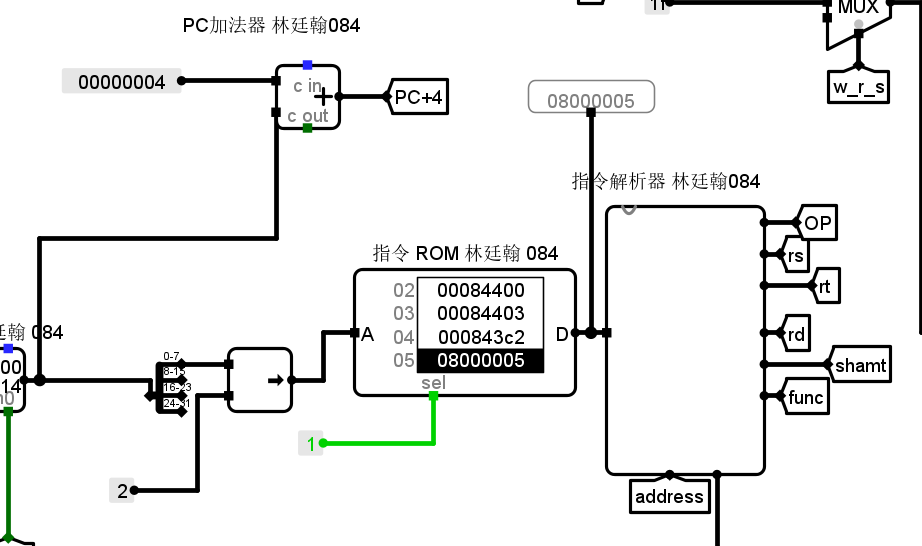 MUX
PC加法器 林廷翰084
00000004
c in
c out
PC+4
08000005
w_r_s
指令解析器 林廷翰084
OP
rs
rt
rd
shamt
func
address
指令 ROM 林廷翰 084
02 00084400
03 00084403
04 000843c2
05 08000005
A
D
sel
1
廷翰 084
00
14
0-7
8-15
16-23
24-31
2